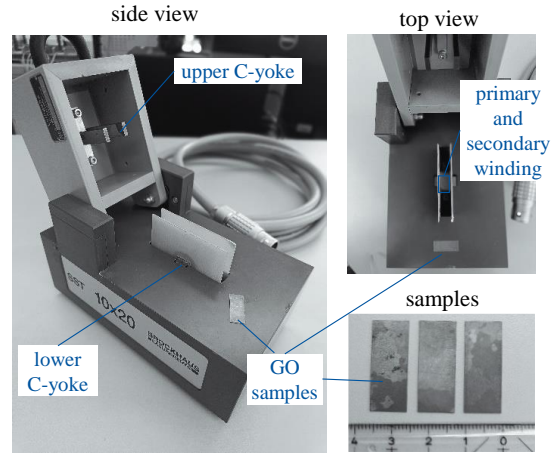 side view
top view
upper C-yoke
primary
and
secondary
winding
SST 10x20 BROCKHAUS
samples
lower
C-yoke
GO
samples
4 3 2 1 0